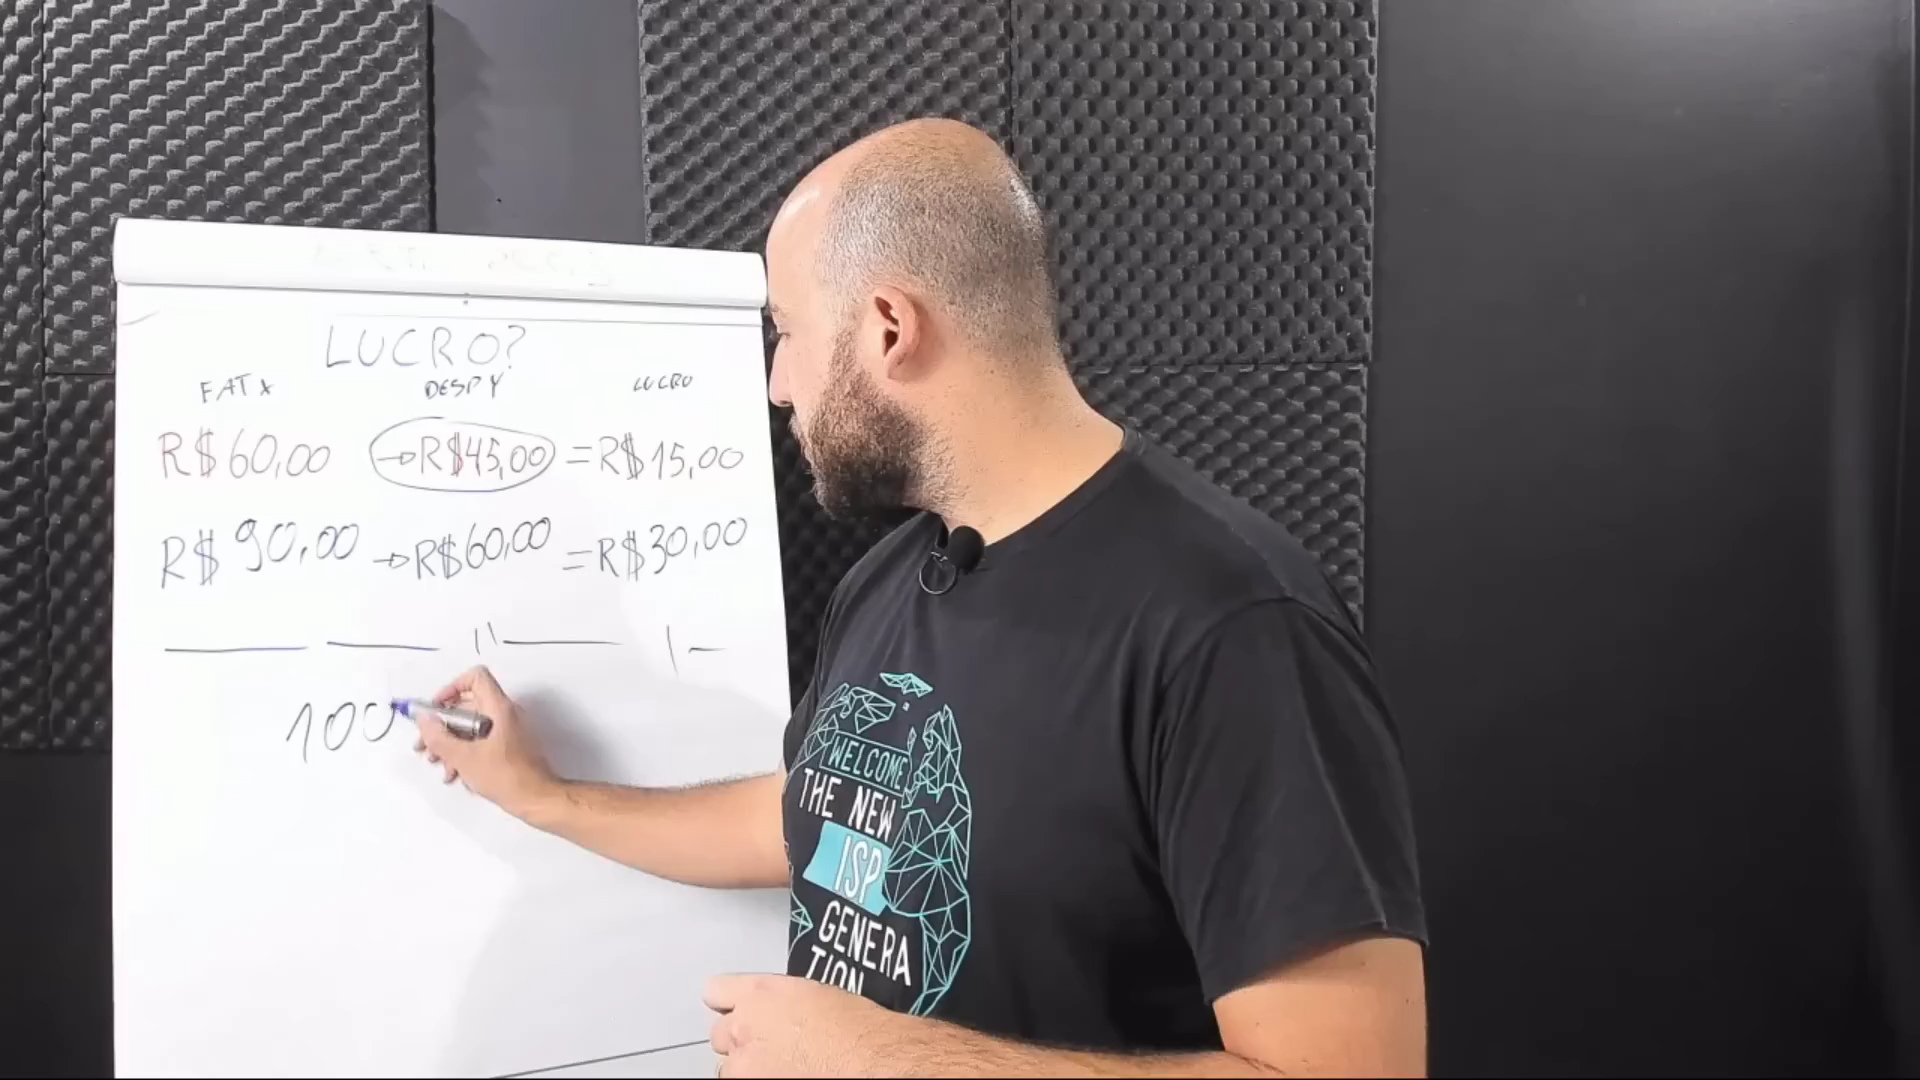 LUCRO?
FAT X DESP Y LUCRO
R$60,00 →R$45,00 = R$15,00
R$90,00 →R$60,00 = R$30,00
100
WELCOME
THE NEW
ISP
GENERA
TION